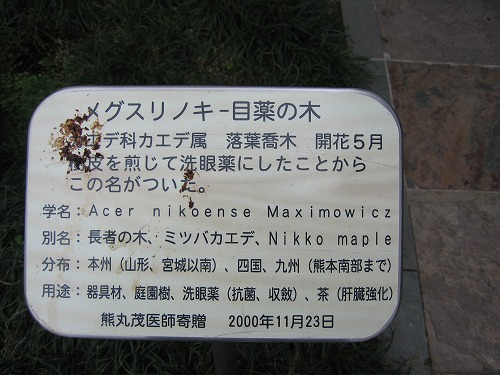 メグスリノキ-目薬の木
カエデ科カエデ属 落葉喬木 開花5月
樹皮を煎じて洗眼薬にしたことから
この名がついた。
学名:Acer nikoense Maximowicz
別名:長者の木、ミツバカエデ、Nikko maple
分布:本州(山形、宮城以南)、四国、九州(熊本南部まで)
用途:器具材、庭園樹、洗眼薬(抗菌、収斂)、茶(肝臓強化)
熊丸茂医師寄贈 2000年11月23日